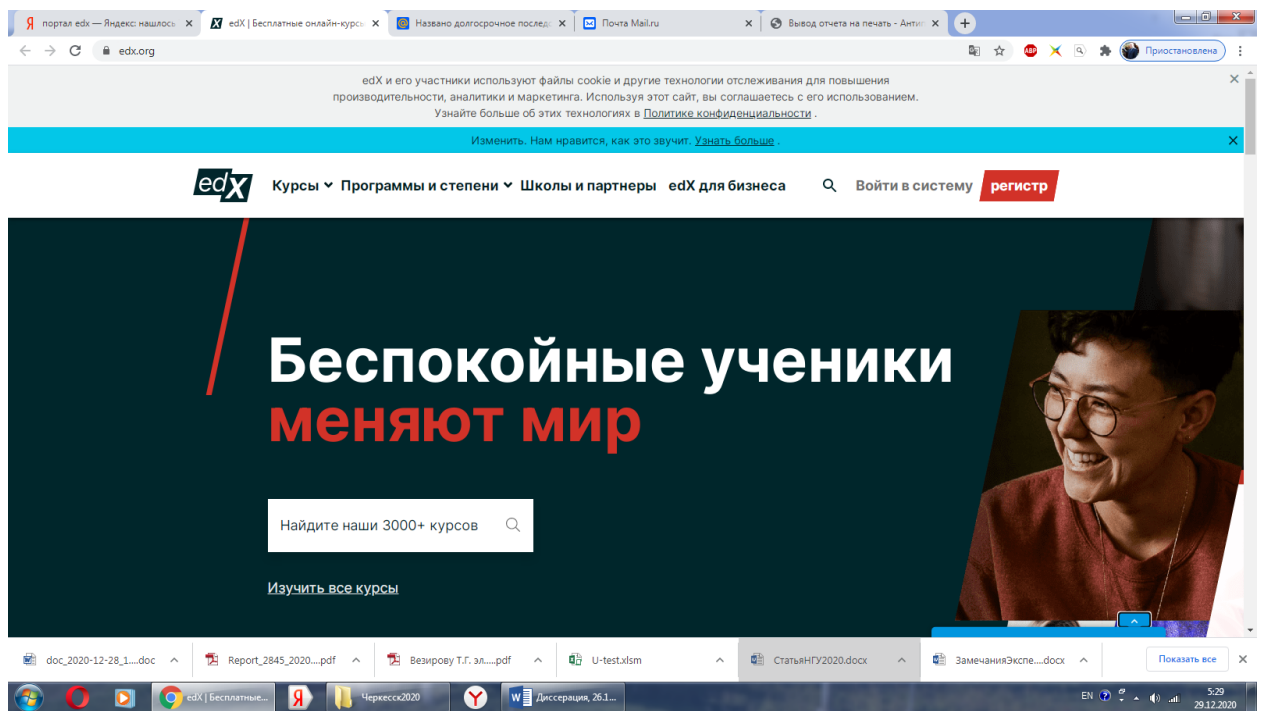 портал edx — Яндекс: нашлось
edX | Бесплатные онлайн-курсы
Названо долгосрочное последс
Почта Mail.ru
Вывод отчета на печать - Антип
edx.org
ABP
Приостановлена
edX и его участники используют файлы cookie и другие технологии отслеживания для повышения
производительности, аналитики и маркетинга. Используя этот сайт, вы соглашаетесь с его использованием.
Узнайте больше об этих технологиях в Политике конфиденциальности .
Изменить. Нам нравится, как это звучит. Узнать больше .
edX
Курсы Программы и степени Школы и партнеры edX для бизнеса Войти в систему регистр
Беспокойные ученики
меняют мир
Найдите наши 3000+ курсов
Изучить все курсы
doc_2020-12-28_1....doc
Report_2845_2020....pdf
Везирову Т.Г. эл.....pdf
U-test.xlsm
СтатьяНГУ2020.docx
ЗамечанияЭкспе....docx
Показать все
edX | Бесплатные...
Черкесск2020
Диссерация, 26.1...
EN
5:29
29.12.2020